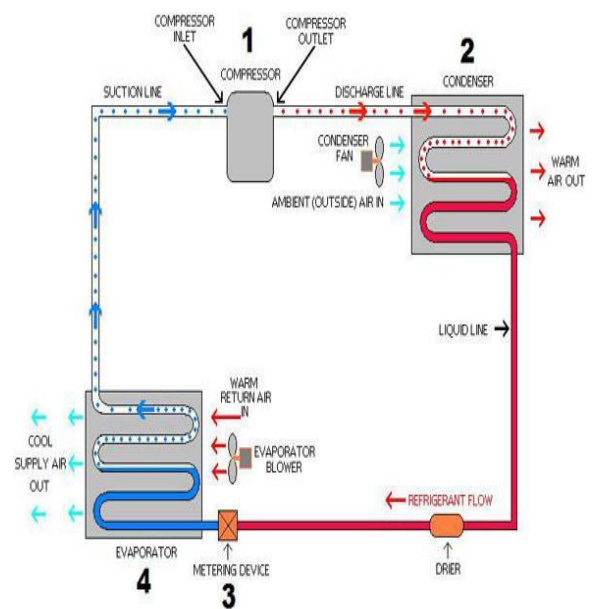 COMPRESSOR
INLET
1
COMPRESSOR
OUTLET
2
COMPRESSOR
CONDENSER
SUCTION LINE
DISCHARGE LINE
CONDENSER
FAN
WARM
AIR OUT
AMBIENT (OUTSIDE) AIR IN
LIQUID LINE
WARM
RETURN AIR
IN
COOL
SUPPLY AIR
OUT
EVAPORATOR
BLOWER
REFRIGERANT FLOW
EVAPORATOR
METERING DEVICE
DRIER
4
3